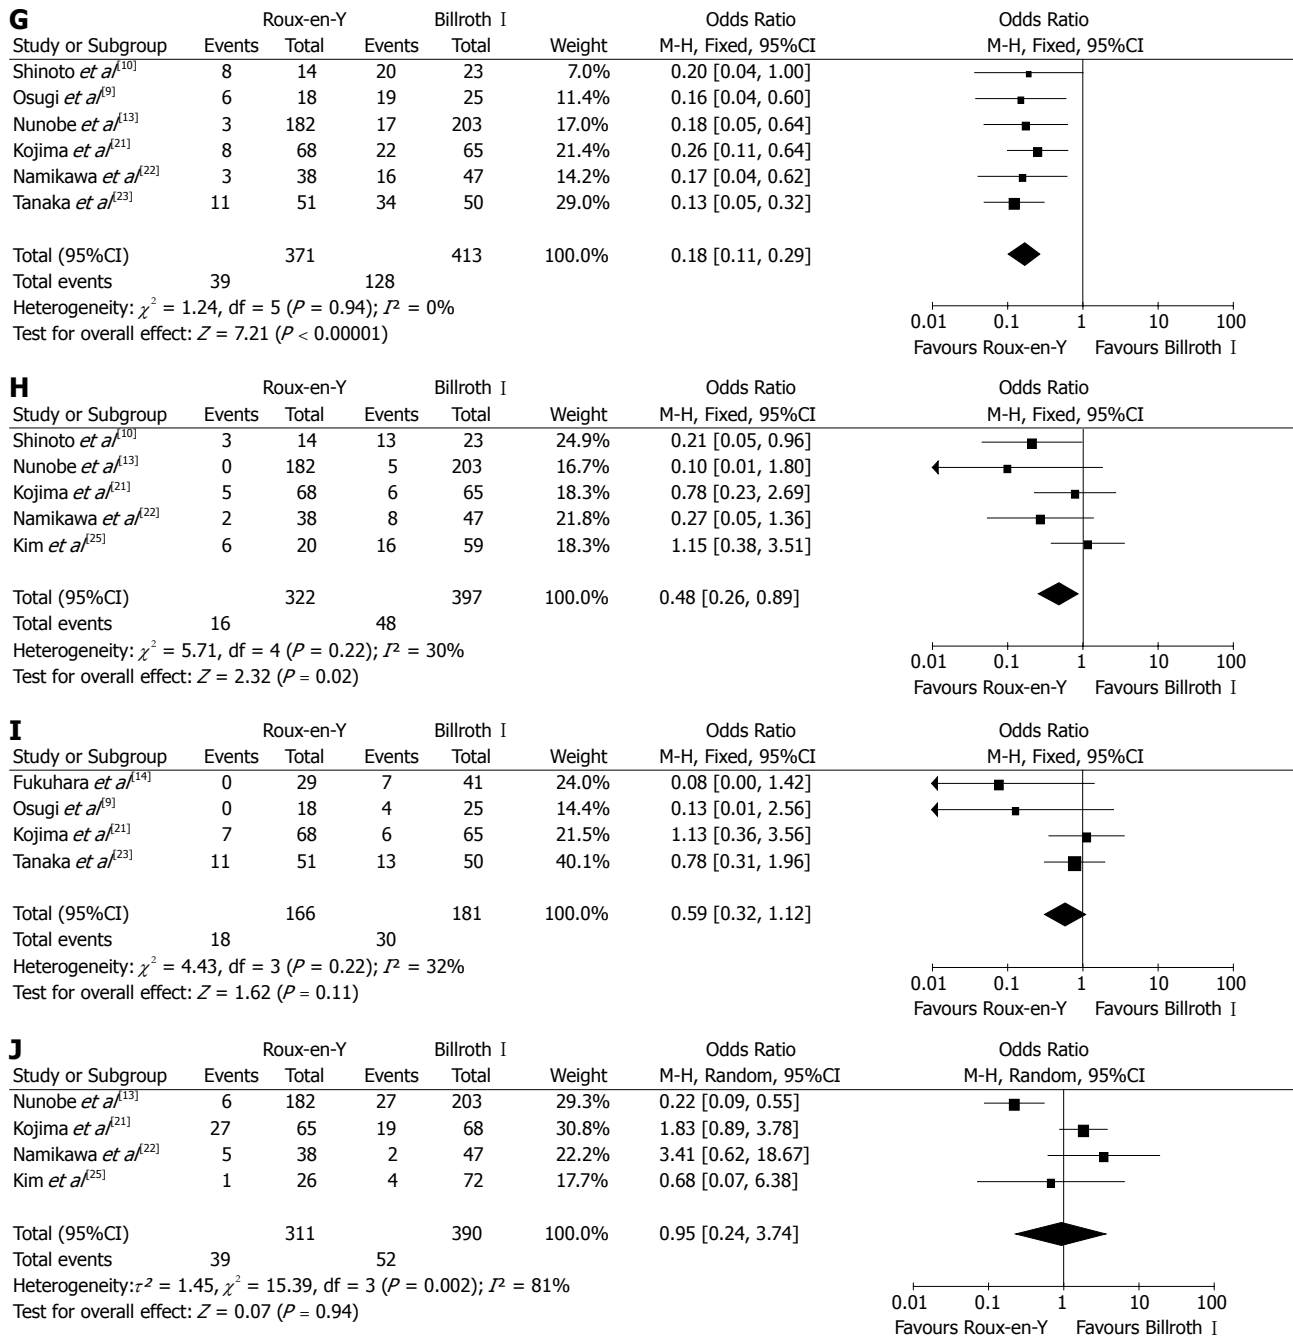 G
Roux-en-Y Billroth Ⅰ Odds Ratio Odds Ratio
Study or Subgroup Events Total Events Total Weight M-H, Fixed, 95%CI M-H, Fixed, 95%CI
Shinoto et al[10] 8 14 20 23 7.0% 0.20 [0.04, 1.00]
Osugi et al[9] 6 18 19 25 11.4% 0.16 [0.04, 0.60]
Nunobe et al[13] 3 182 17 203 17.0% 0.18 [0.05, 0.64]
Kojima et al[21] 8 68 22 65 21.4% 0.26 [0.11, 0.64]
Namikawa et al[22] 3 38 16 47 14.2% 0.17 [0.04, 0.62]
Tanaka et al[23] 11 51 34 50 29.0% 0.13 [0.05, 0.32]
Total (95%CI) 371 413 100.0% 0.18 [0.11, 0.29]
Total events 39 128
Heterogeneity: χ² = 1.24, df = 5 (P = 0.94); I² = 0%
Test for overall effect: Z = 7.21 (P < 0.00001)
0.01 0.1 1 10 100
Favours Roux-en-Y Favours Billroth Ⅰ
H
Roux-en-Y Billroth Ⅰ Odds Ratio Odds Ratio
Study or Subgroup Events Total Events Total Weight M-H, Fixed, 95%CI M-H, Fixed, 95%CI
Shinoto et al[10] 3 14 13 23 24.9% 0.21 [0.05, 0.96]
Nunobe et al[13] 0 182 5 203 16.7% 0.10 [0.01, 1.80]
Kojima et al[21] 5 68 6 65 18.3% 0.78 [0.23, 2.69]
Namikawa et al[22] 2 38 8 47 21.8% 0.27 [0.05, 1.36]
Kim et al[25] 6 20 16 59 18.3% 1.15 [0.38, 3.51]
Total (95%CI) 322 397 100.0% 0.48 [0.26, 0.89]
Total events 16 48
Heterogeneity: χ² = 5.71, df = 4 (P = 0.22); I² = 30%
Test for overall effect: Z = 2.32 (P = 0.02)
0.01 0.1 1 10 100
Favours Roux-en-Y Favours Billroth Ⅰ
I
Roux-en-Y Billroth Ⅰ Odds Ratio Odds Ratio
Study or Subgroup Events Total Events Total Weight M-H, Fixed, 95%CI M-H, Fixed, 95%CI
Fukuhara et al[14] 0 29 7 41 24.0% 0.08 [0.00, 1.42]
Osugi et al[9] 0 18 4 25 14.4% 0.13 [0.01, 2.56]
Kojima et al[21] 7 68 6 65 21.5% 1.13 [0.36, 3.56]
Tanaka et al[23] 11 51 13 50 40.1% 0.78 [0.31, 1.96]
Total (95%CI) 166 181 100.0% 0.59 [0.32, 1.12]
Total events 18 30
Heterogeneity: χ² = 4.43, df = 3 (P = 0.22); I² = 32%
Test for overall effect: Z = 1.62 (P = 0.11)
0.01 0.1 1 10 100
Favours Roux-en-Y Favours Billroth Ⅰ
J
Roux-en-Y Billroth Ⅰ Odds Ratio Odds Ratio
Study or Subgroup Events Total Events Total Weight M-H, Random, 95%CI M-H, Random, 95%CI
Nunobe et al[13] 6 182 27 203 29.3% 0.22 [0.09, 0.55]
Kojima et al[21] 27 65 19 68 30.8% 1.83 [0.89, 3.78]
Namikawa et al[22] 5 38 2 47 22.2% 3.41 [0.62, 18.67]
Kim et al[25] 1 26 4 72 17.7% 0.68 [0.07, 6.38]
Total (95%CI) 311 390 100.0% 0.95 [0.24, 3.74]
Total events 39 52
Heterogeneity:τ² = 1.45, χ² = 15.39, df = 3 (P = 0.002); I² = 81%
Test for overall effect: Z = 0.07 (P = 0.94)
0.01 0.1 1 10 100
Favours Roux-en-Y Favours Billroth Ⅰ